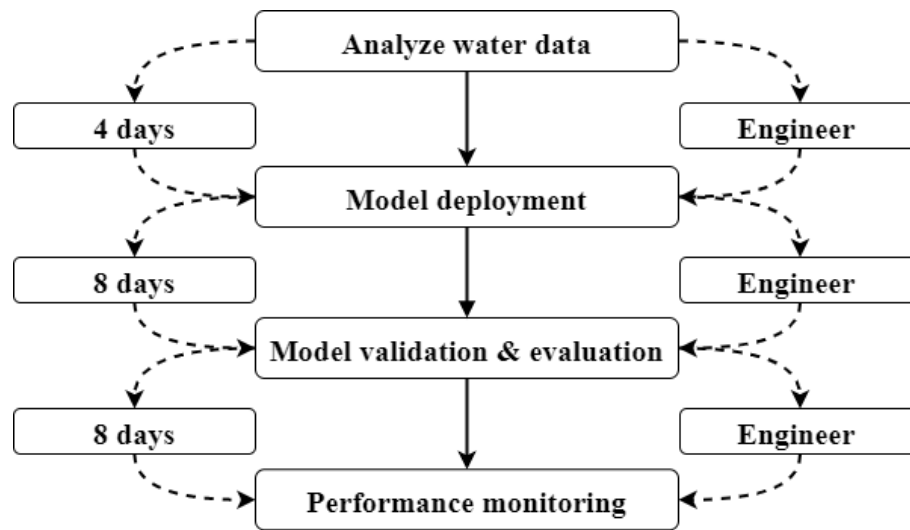 Analyze water data
4 days
Engineer
Model deployment
8 days
Engineer
Model validation & evaluation
8 days
Engineer
Performance monitoring